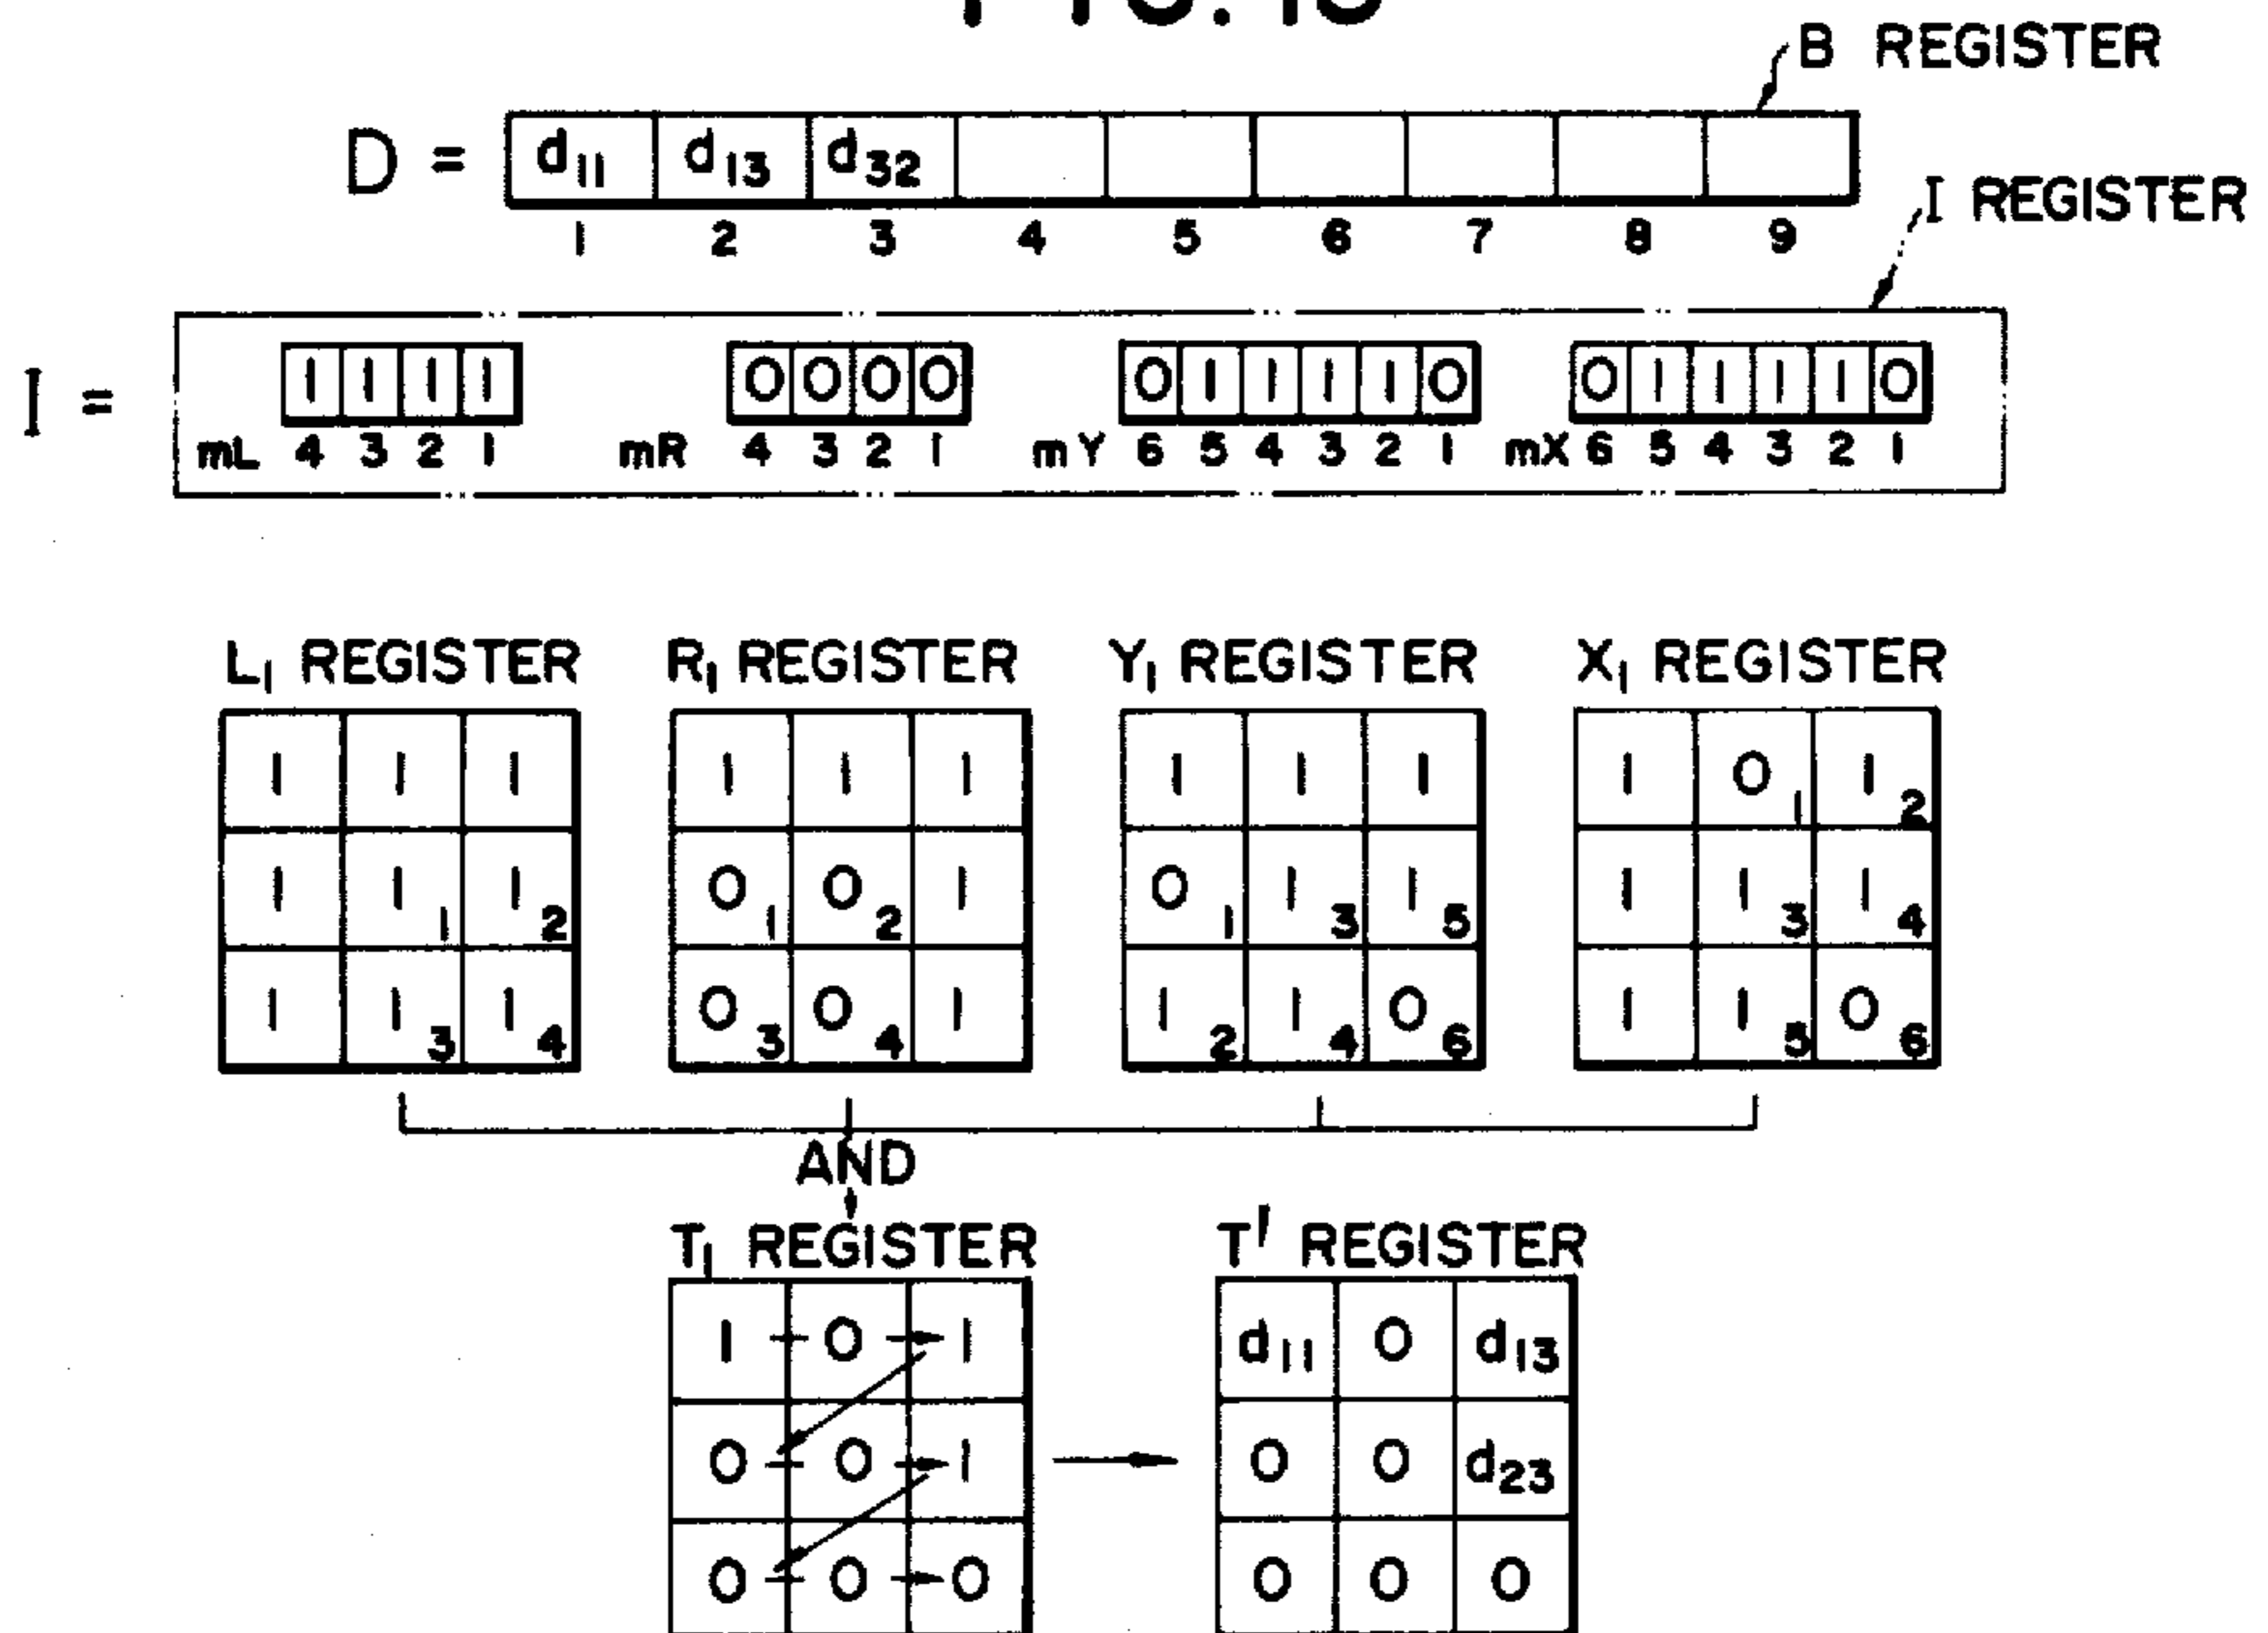 B REGISTER
D = d11 d13 d32
1 2 3 4 5 6 7 8 9
I REGISTER
I = 1 1 1 1 0 0 0 0 0 1 1 1 1 0 0 1 1 1 1 0
mL 4 3 2 1 mR 4 3 2 1 mY 6 5 4 3 2 1 mX 6 5 4 3 2 1
L1 REGISTER R1 REGISTER Y1 REGISTER X1 REGISTER
1 1 1 1 1 1 1 1 1 1 0 1 1 2
1 1 1 1 2 0 1 0 2 1 0 1 1 3 1 5 1 1 3 1 4
1 1 3 1 4 0 3 0 4 1 1 2 1 4 0 6 1 1 5 0 6
AND
T1 REGISTER T' REGISTER
1 0 1 d11 0 d13
0 0 1 0 0 d23
0 0 0 0 0 0